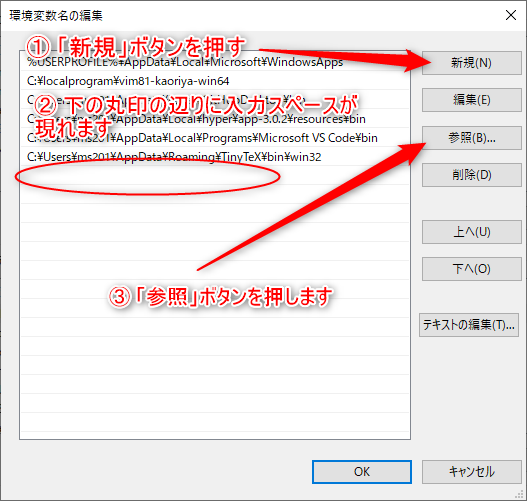 環境変数名の編集
① 「新規」ボタンを押す
%USERPROFILE%¥AppData¥Local¥Microsoft¥WindowsApps
新規(N)
C:¥localprogram¥vim81-kaoriya-win64
編集(E)
② 下の丸印の辺りに入力スペースが
現れます
¥AppData¥Local¥hyper¥app-3.0.2¥resources¥bin
参照(B)...
C:¥Users¥ms201¥AppData¥Local¥Programs¥Microsoft VS Code¥bin
C:¥Users¥ms201¥AppData¥Roaming¥TinyTeX¥bin¥win32
削除(D)
上へ(U)
下へ(O)
③ 「参照」ボタンを押します
テキストの編集(T)...
OK
キャンセル